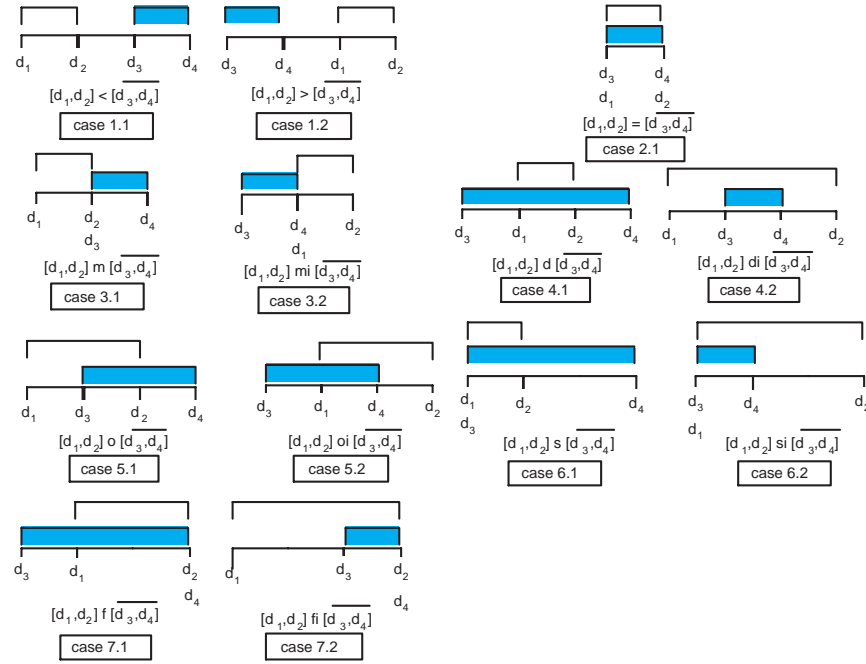 d1 d2 d3 d4
[d1,d2] < [d3,d4]
case 1.1
d3 d4 d1 d2
[d1,d2] > [d3,d4]
case 1.2
d3 d4
d1 d2
[d1,d2] = [d3,d4]
case 2.1
d1 d2 d4
d3
[d1,d2] m [d3,d4]
case 3.1
d3 d4 d2
d1
[d1,d2] mi [d3,d4]
case 3.2
d3 d1 d2 d4
[d1,d2] d [d3,d4]
case 4.1
d1 d3 d4 d2
[d1,d2] di [d3,d4]
case 4.2
d1 d3 d2 d4
[d1,d2] o [d3,d4]
case 5.1
d3 d1 d4 d2
[d1,d2] oi [d3,d4]
case 5.2
d1 d2 d4
d3
[d1,d2] s [d3,d4]
case 6.1
d3 d4 d2
d1
[d1,d2] si [d3,d4]
case 6.2
d3 d1 d2
d4
[d1,d2] f [d3,d4]
case 7.1
d1 d3 d2
d4
[d1,d2] fi [d3,d4]
case 7.2